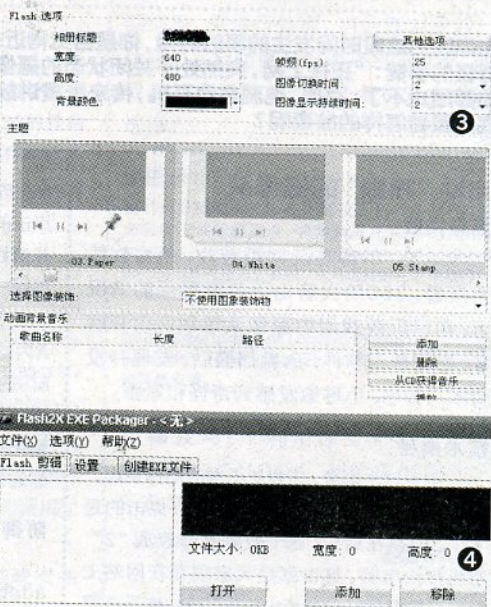 Flash 选项
相册标题:
其他选项
宽度: 640 帧频(fps) 25
高度: 480 图像切换时间: 2
背景颜色: 图像显示持续时间: 2
❸
主题
03.Paper 04.White 05.Stamp
选择图像装饰: 不使用图象装饰物
动画背景音乐
歌曲名称 长度 路径 添加
删除
从CD获得音乐
Flash2X EXE Packager - <无>
文件(X) 选项(Y) 帮助(Z)
Flash 剪辑 设置 创建EXE文件
文件大小: 0KB 宽度: 0 高度: 0
❹
打开 添加 移除